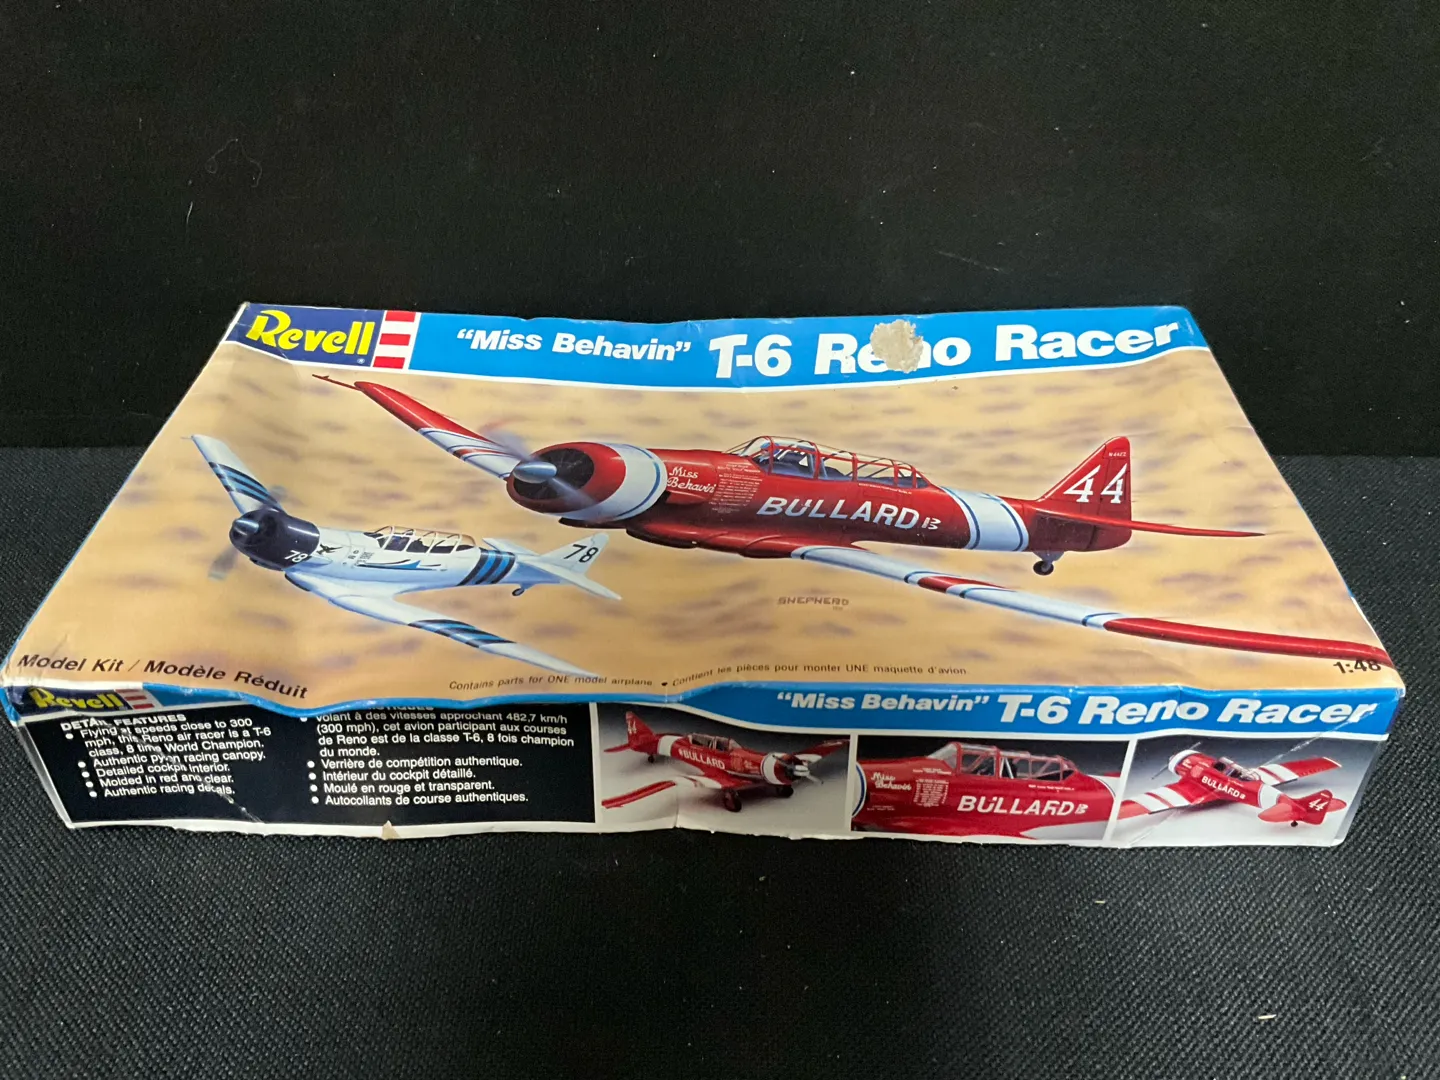 Revell
"Miss Behavin" T-6 Reno Racer
Miss
Behavin'
BULLARD
44
78
78
SHEPHERD
1:48
Model Kit / Modèle Réduit
Contains parts for ONE model airplane. • Contient les pièces pour monter UNE maquette d'avion.
Revell
DETAIL FEATURES
• Flying at speeds close to 300
mph, this Reno air racer is a T-6
class, 8 time World Champion.
• Authentic pylon racing canopy.
• Detailed cockpit interior.
• Molded in red and clear.
• Authentic racing decals.
• Volant à des vitesses approchant 482,7 km/h
(300 mph), cet avion participant aux courses
de Reno est de la classe T-6, 8 fois champion
du monde.
• Verrière de compétition authentique.
• Intérieur du cockpit détaillé.
• Moulé en rouge et transparent.
• Autocollants de course authentiques.
"Miss Behavin" T-6 Reno Racer
44
BULLARD
Miss
Behavin'
BULLARD
BULLARD
44